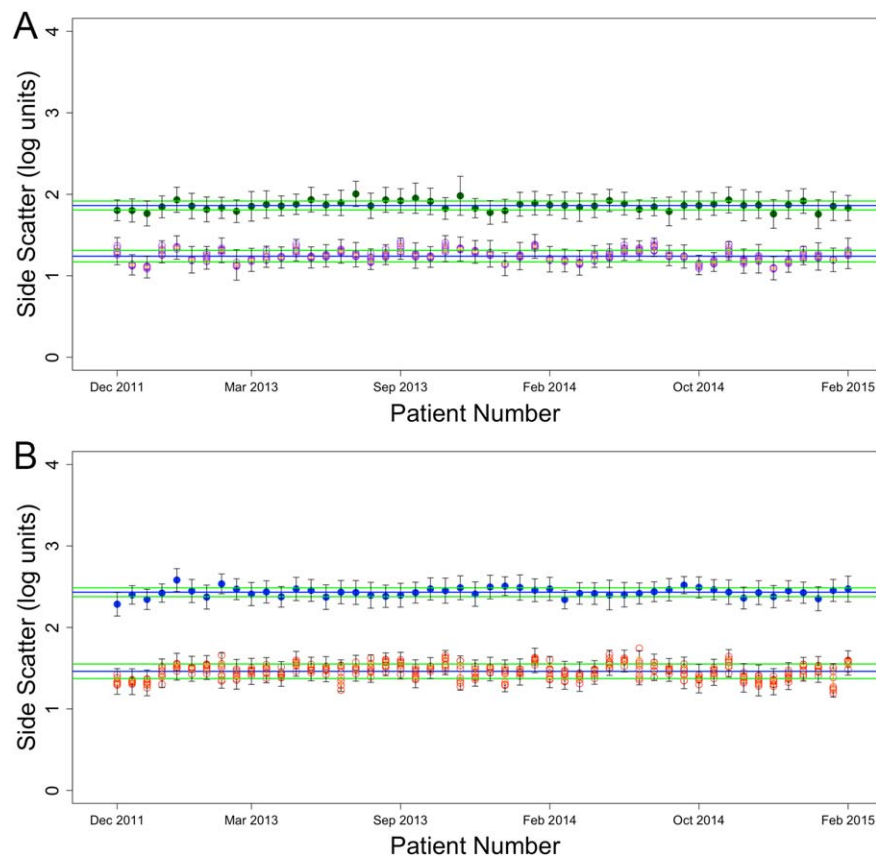 A
Side Scatter (log units)
4
3
2
1
0
Dec 2011 Mar 2013 Sep 2013 Feb 2014 Oct 2014 Feb 2015
Patient Number
B
Side Scatter (log units)
4
3
2
1
0
Dec 2011 Mar 2013 Sep 2013 Feb 2014 Oct 2014 Feb 2015
Patient Number